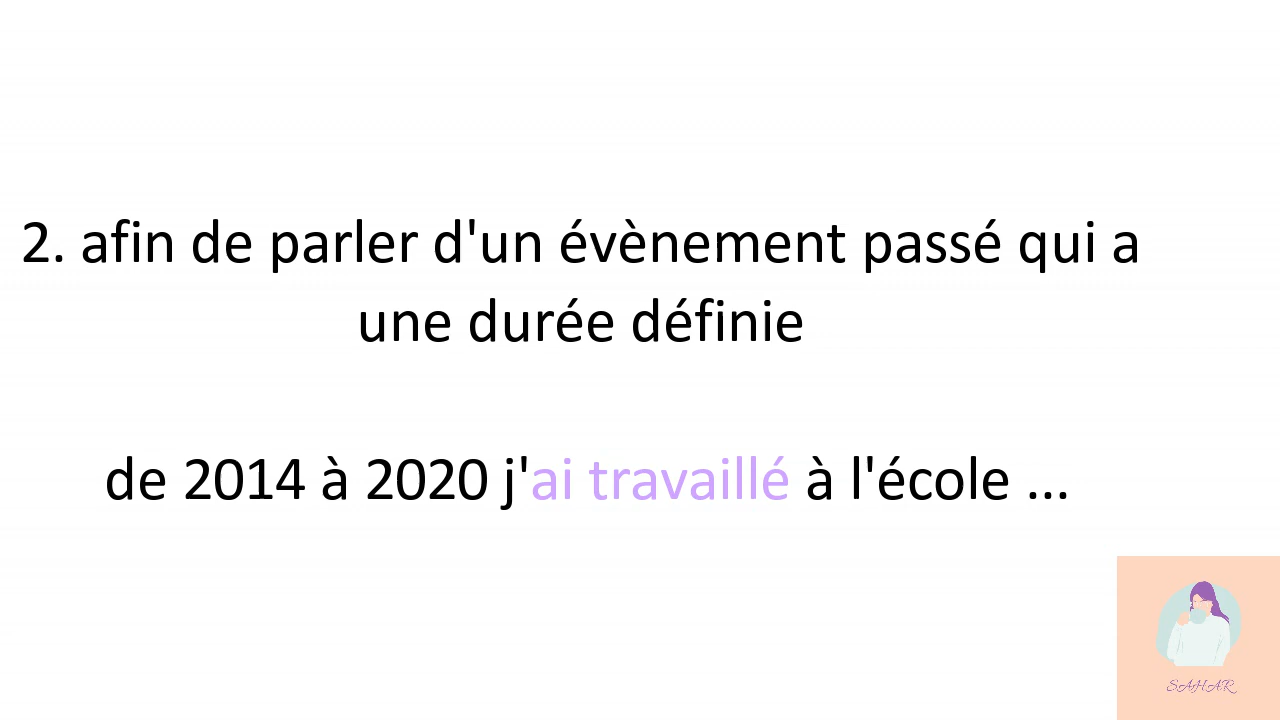 2. afin de parler d'un évènement passé qui a
une durée définie
de 2014 à 2020 j'ai travaillé à l'école ...
SAHAR